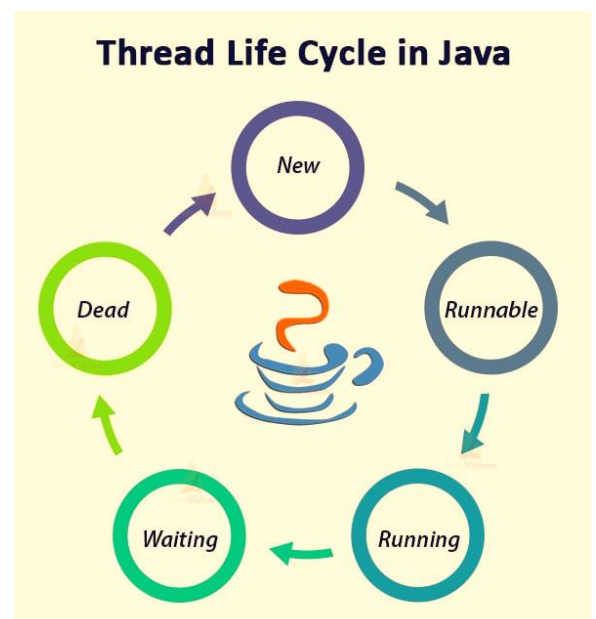 Thread Life Cycle in Java
New
Runnable
Running
Waiting
Dead